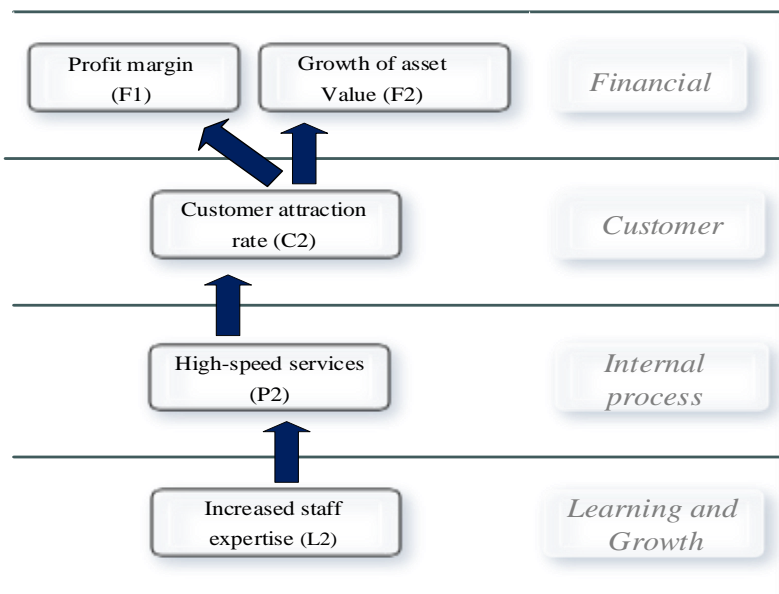 Profit margin
(F1)
Growth of asset
Value (F2)
Financial
Customer attraction
rate (C2)
Customer
High-speed services
(P2)
Internal
process
Increased staff
expertise (L2)
Learning and
Growth